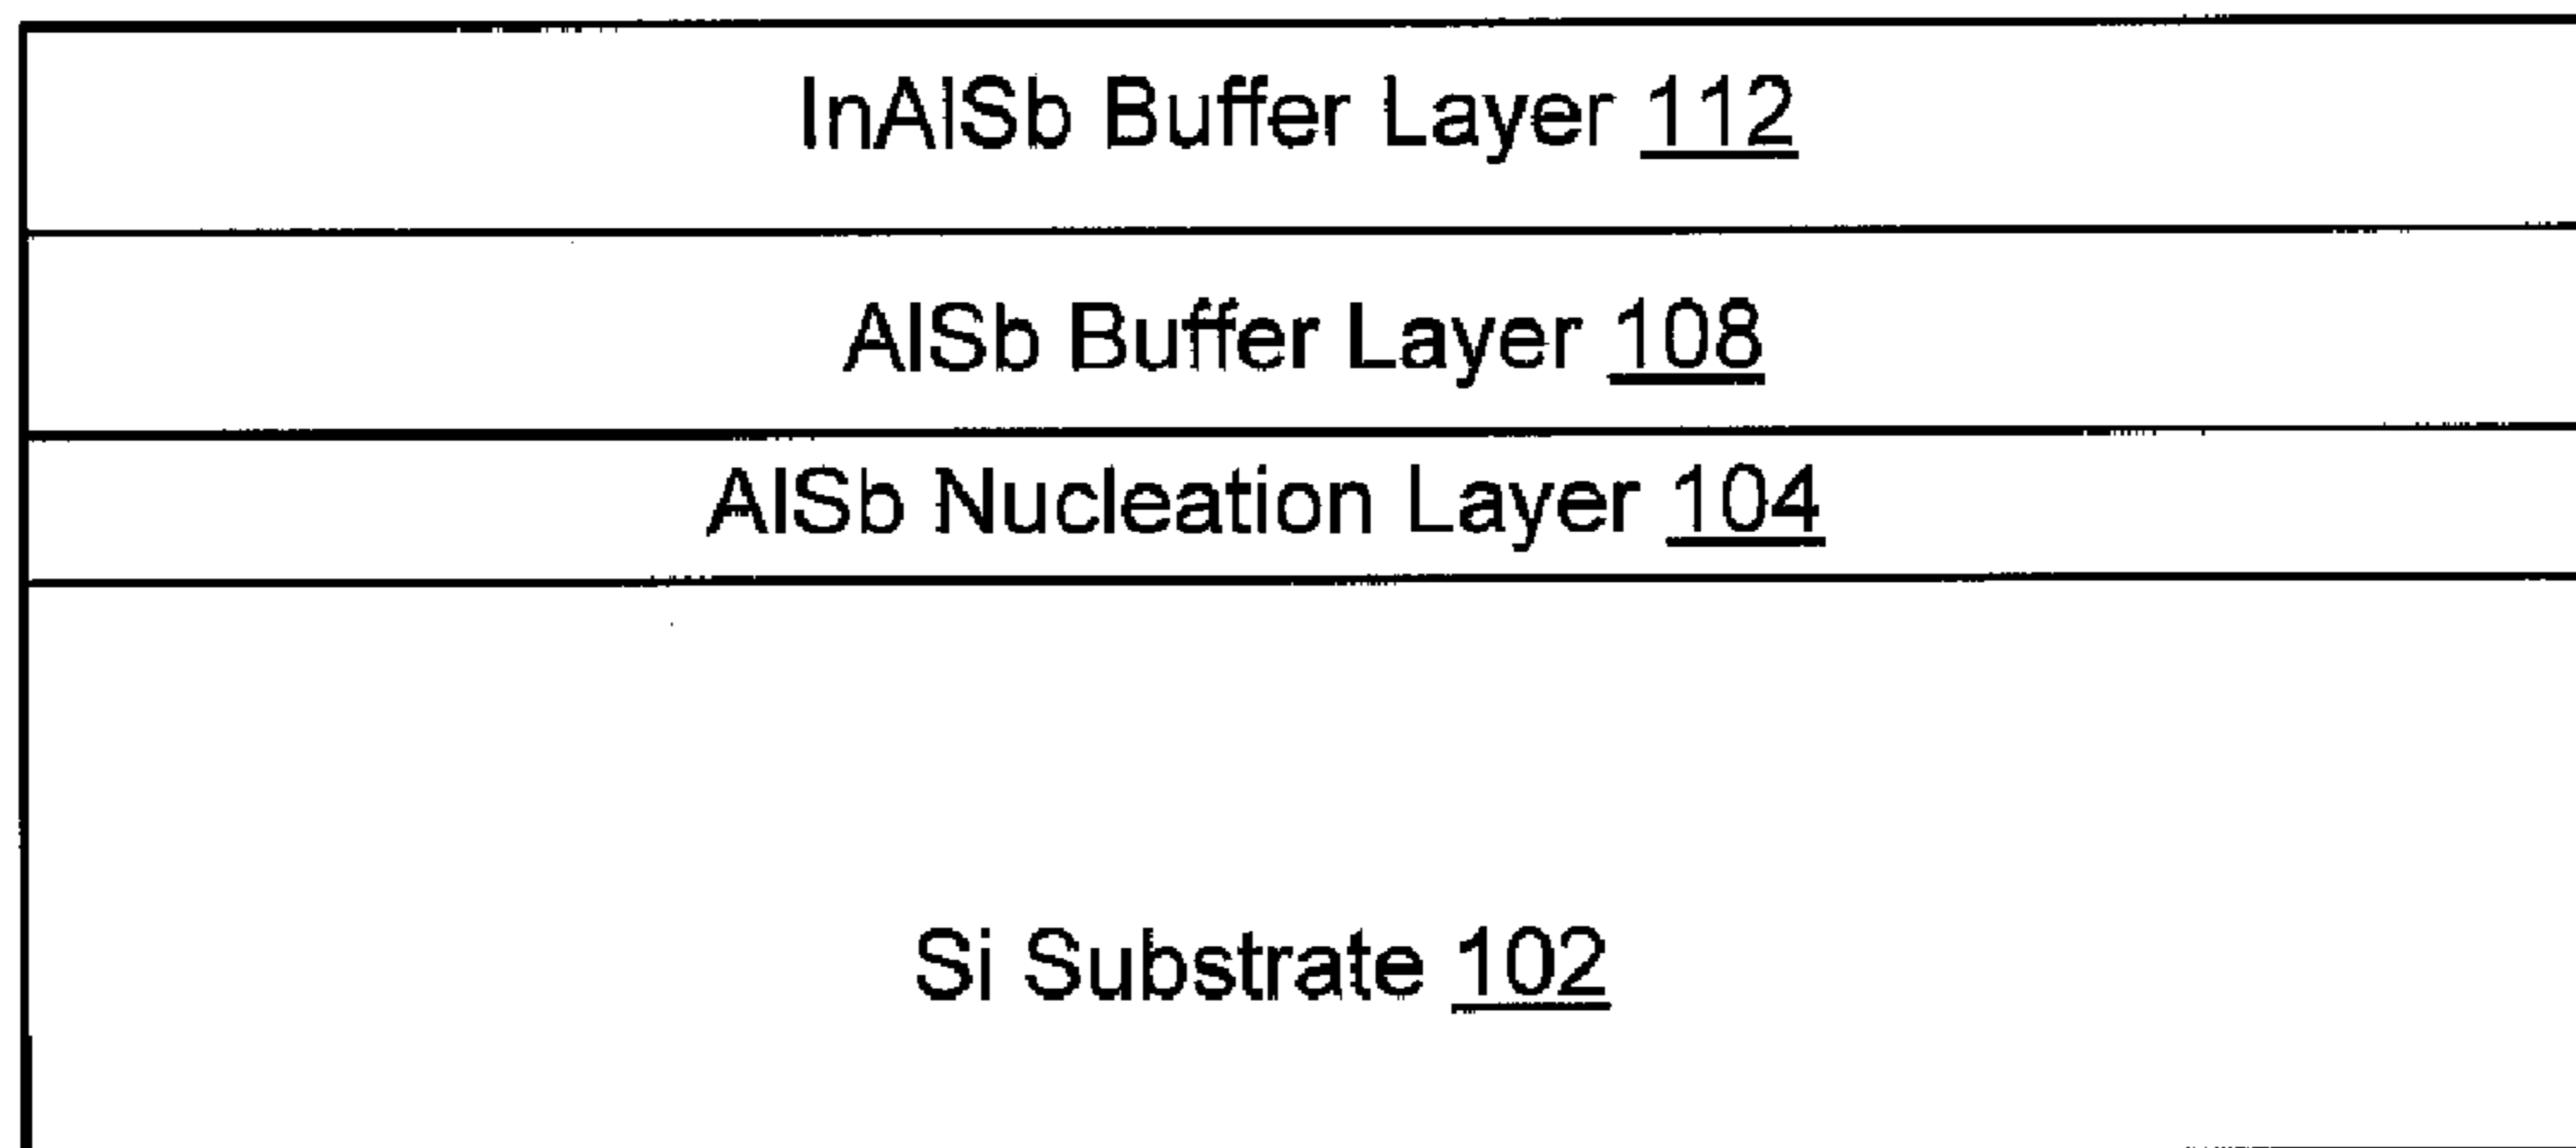 InAlSb Buffer Layer 112
AlSb Buffer Layer 108
AlSb Nucleation Layer 104
Si Substrate 102